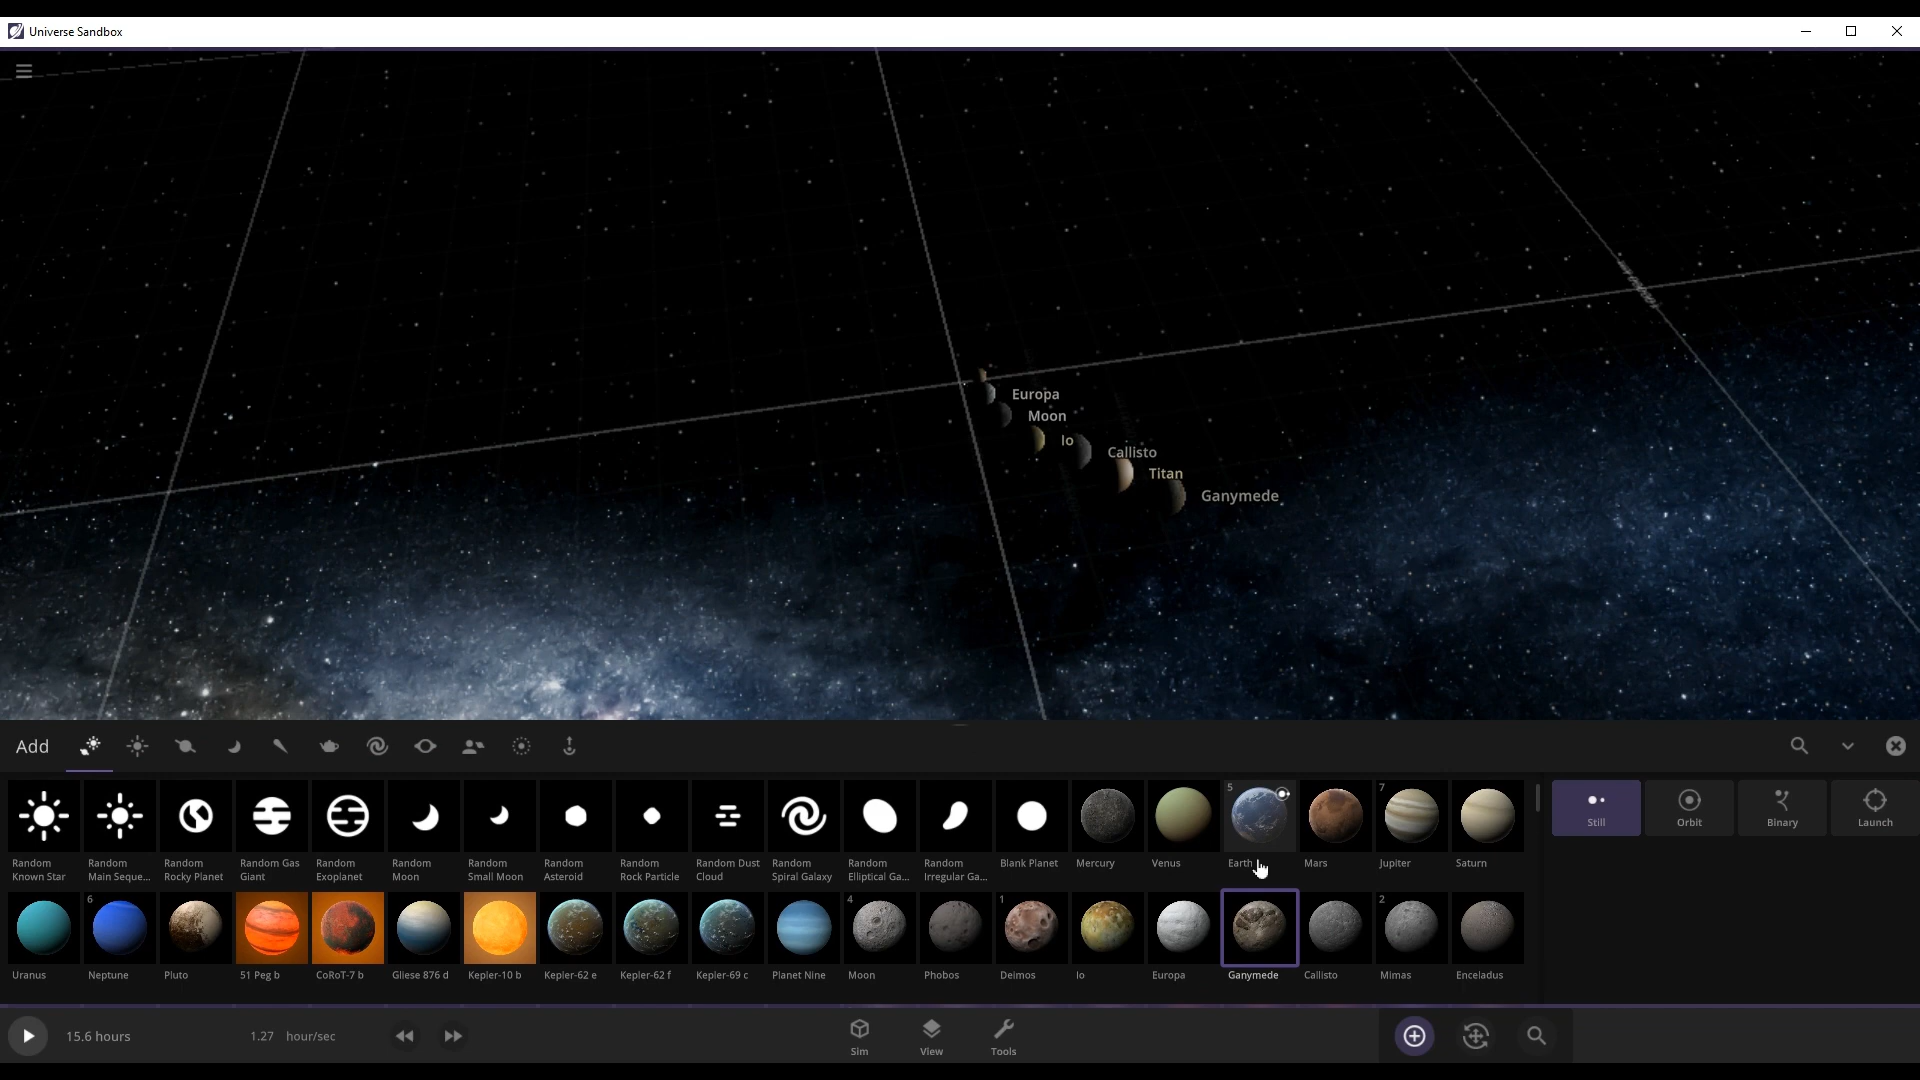 Universe Sandbox
Europa
Moon
Io
Callisto
Titan
Ganymede
Add
5
7
Still
Orbit
Binary
Launch
Random Known Star
Random Main Seque...
Random Rocky Planet
Random Gas Giant
Random Exoplanet
Random Moon
Random Small Moon
Random Asteroid
Random Rock Particle
Random Dust Cloud
Random Spiral Galaxy
Random Elliptical Ga...
Random Irregular Ga...
Blank Planet
Mercury
Venus
Earth
Mars
Jupiter
Saturn
6
4
1
2
Uranus
Neptune
Pluto
51 Peg b
CoRoT-7 b
Gliese 876 d
Kepler-10 b
Kepler-62 e
Kepler-62 f
Kepler-69 c
Planet Nine
Moon
Phobos
Deimos
Io
Europa
Ganymede
Callisto
Mimas
Enceladus
15.6 hours
1.27 hour/sec
Sim
View
Tools